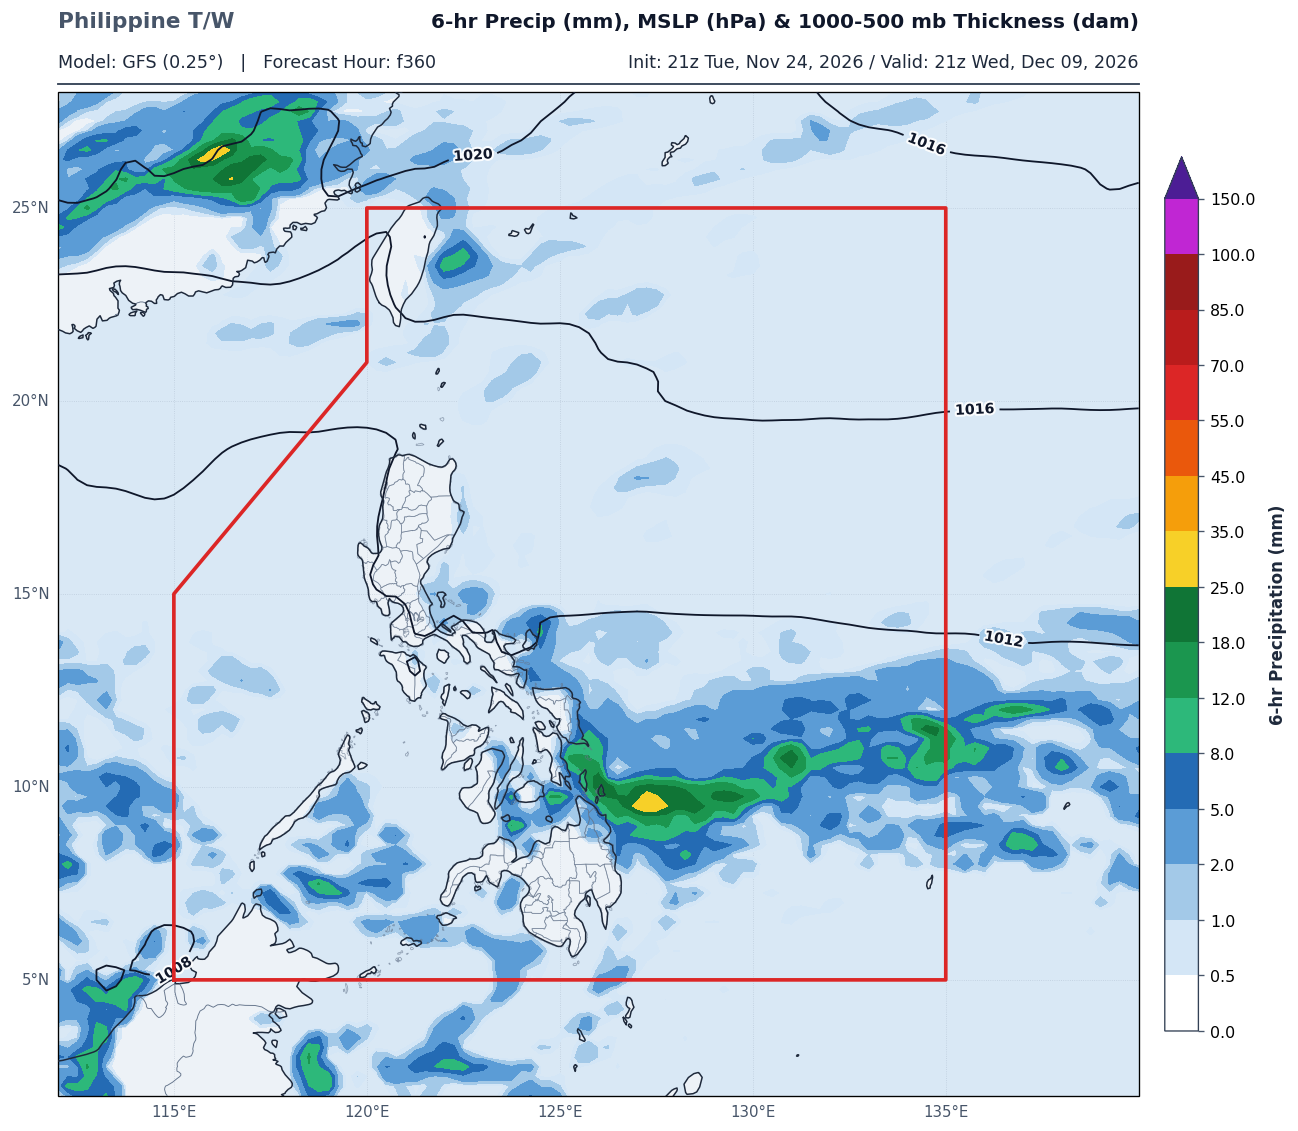 Philippine T/W
6-hr Precip (mm), MSLP (hPa) & 1000-500 mb Thickness (dam)
Model: GFS (0.25°) | Forecast Hour: f360
Init: 21z Tue, Nov 24, 2026 / Valid: 21z Wed, Dec 09, 2026
1020
1016
1016
1012
1008
25°N
20°N
15°N
10°N
5°N
115°E
120°E
125°E
130°E
135°E
150.0
100.0
85.0
70.0
55.0
45.0
35.0
25.0
18.0
12.0
8.0
5.0
2.0
1.0
0.5
0.0
6-hr Precipitation (mm)